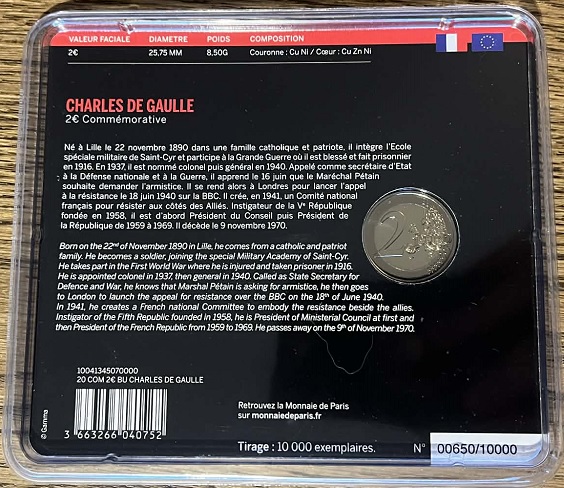 VALEUR FACIALE DIAMETRE POIDS COMPOSITION
2€ 25,75 MM 8,50G Couronne : Cu Ni / Cœur : Cu Zn Ni
CHARLES DE GAULLE
2€ Commémorative
Né à Lille le 22 novembre 1890 dans une famille catholique et patriote, il intègre l'Ecole
spéciale militaire de Saint-Cyr et participe à la Grande Guerre où il est blessé et fait prisonnier
en 1916. En 1937, il est nommé colonel puis général en 1940. Appelé comme secrétaire d'Etat
à la Défense nationale et à la Guerre, il apprend le 16 juin que le Maréchal Pétain
souhaite demander l'armistice. Il se rend alors à Londres pour lancer l'appel
à la résistance le 18 juin 1940 sur la BBC. Il crée, en 1941, un Comité national
français pour résister aux côtés des Alliés. Instigateur de la Vᵉ République
fondée en 1958, il est d'abord Président du Conseil puis Président de
la République de 1959 à 1969. Il décède le 9 novembre 1970.
Born on the 22ⁿᵈ of November 1890 in Lille, he comes from a catholic and patriot
family. He becomes a soldier, joining the special Military Academy of Saint-Cyr.
He takes part in the First World War where he is injured and taken prisoner in 1916.
He is appointed colonel in 1937, then general in 1940. Called as State Secretary for
Defence and War, he knows that Marshal Pétain is asking for armistice, he then goes
to London to launch the appeal for resistance over the BBC on the 18ᵗʰ of June 1940.
In 1941, he creates a French national Committee to embody the resistance beside the allies.
Instigator of the Fifth Republic founded in 1958, he is President of Ministerial Council at first and
then President of the French Republic from 1959 to 1969. He passes away on the 9ᵗʰ of November 1970.
2
10041345070000
20 COM 2€ BU CHARLES DE GAULLE
© Gamma
3 663266 040752
Retrouvez la Monnaie de Paris
sur monnaiedeparis.fr
Tirage : 10 000 exemplaires.
N° 00650/10000